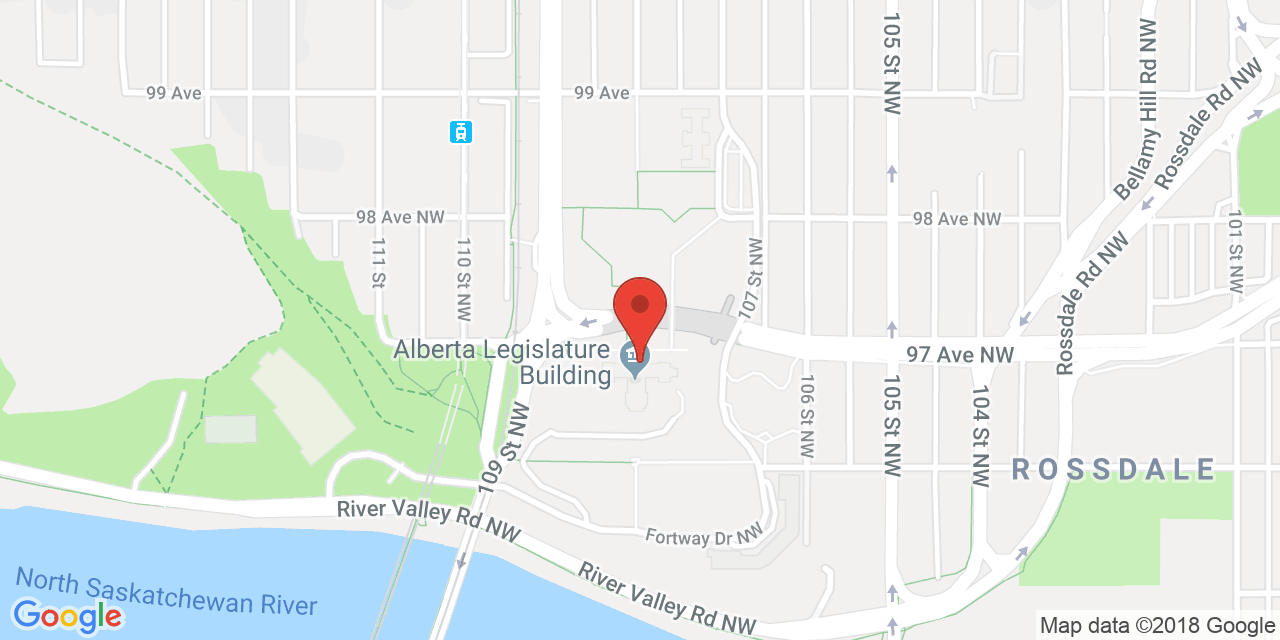 105 St NW
Bellamy Hill Rd NW
Rossdale Rd NW
99 Ave
99 Ave
98 Ave NW
98 Ave NW
111 St
110 St NW
107 St NW
101 St NW
Rossdale Rd NW
Alberta Legislature
Building
97 Ave NW
109 St NW
106 St NW
105 St NW
104 St NW
ROSSDALE
River Valley Rd NW
Fortway Dr NW
North Saskatchewan River
River Valley Rd NW
Google
Map data ©2018 Google